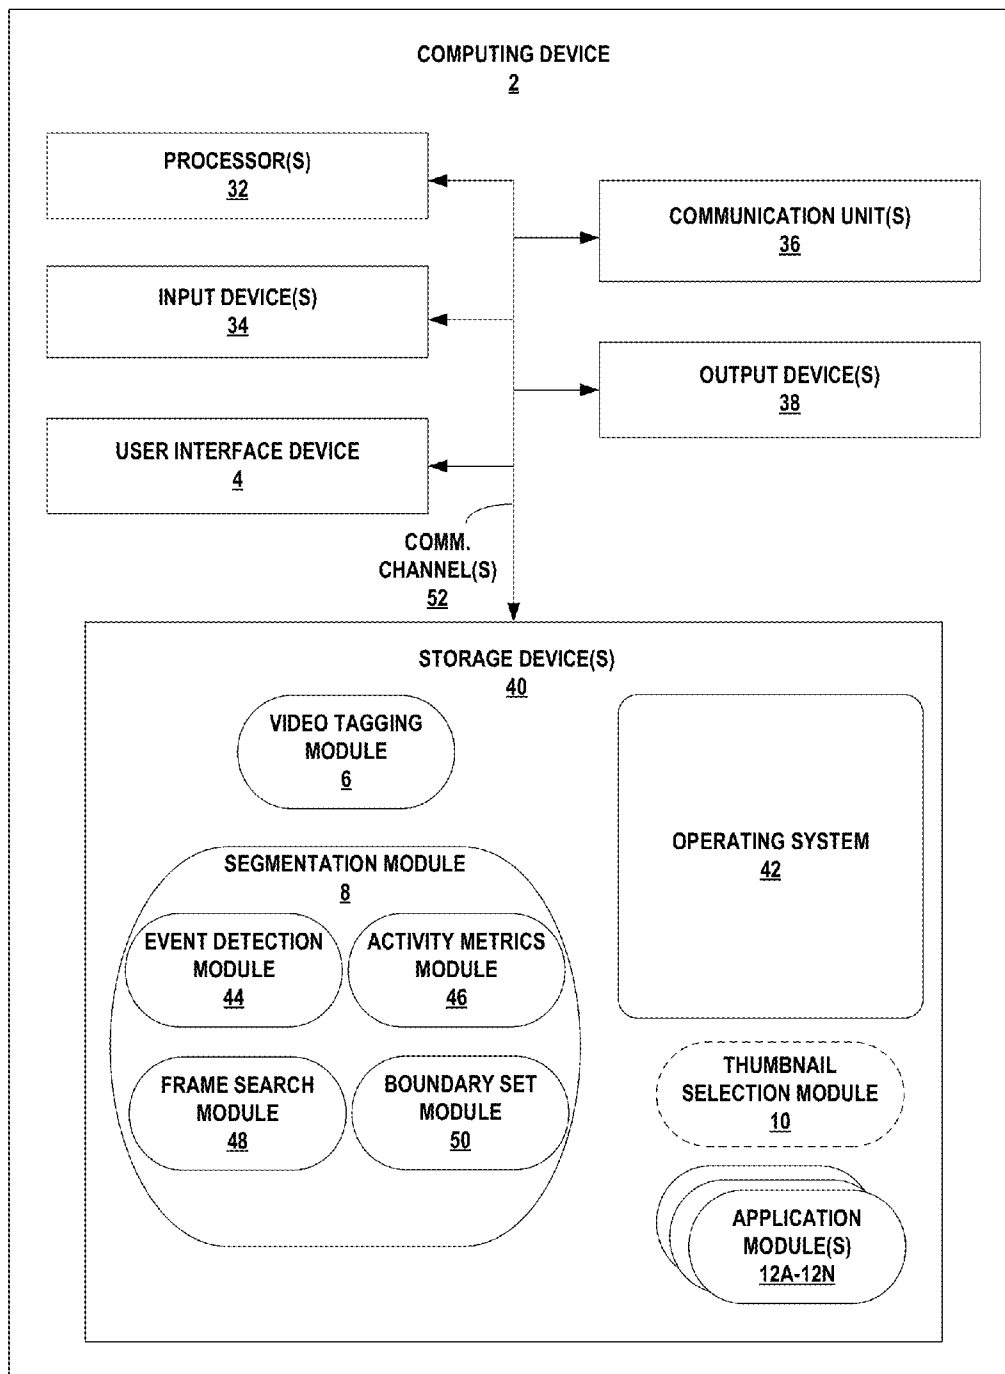 COMPUTING DEVICE
2
PROCESSOR(S)
32
COMMUNICATION UNIT(S)
36
INPUT DEVICE(S)
34
OUTPUT DEVICE(S)
38
USER INTERFACE DEVICE
4
COMM.
CHANNEL(S)
52
STORAGE DEVICE(S)
40
VIDEO TAGGING
MODULE
6
OPERATING SYSTEM
42
SEGMENTATION MODULE
8
EVENT DETECTION
MODULE
44
ACTIVITY METRICS
MODULE
46
FRAME SEARCH
MODULE
48
BOUNDARY SET
MODULE
50
THUMBNAIL
SELECTION MODULE
10
APPLICATION
MODULE(S)
12A-12N